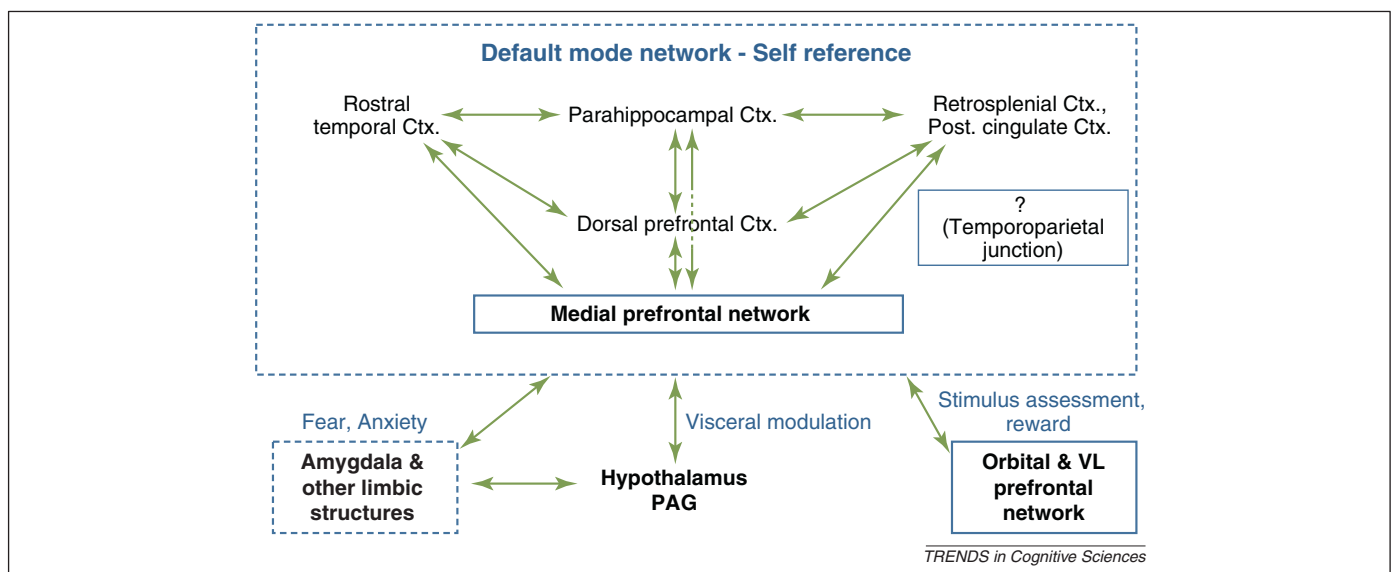 Default mode network - Self reference
Rostral
temporal Ctx.
Parahippocampal Ctx.
Retrosplenial Ctx.,
Post. cingulate Ctx.
Dorsal prefrontal Ctx.
?
(Temporoparietal
junction)
Medial prefrontal network
Fear, Anxiety
Visceral modulation
Stimulus assessment,
reward
Amygdala &
other limbic
structures
Hypothalamus
PAG
Orbital & VL
prefrontal
network
TRENDS in Cognitive Sciences